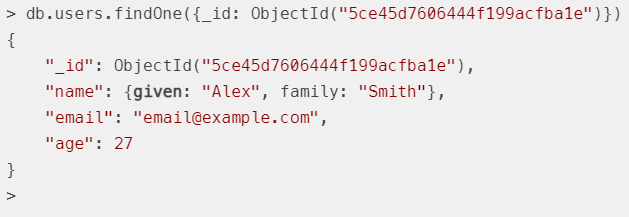 > db.users.findOne({_id: ObjectId("5ce45d7606444f199acfba1e")})
{
    "_id": ObjectId("5ce45d7606444f199acfba1e"),
    "name": {given: "Alex", family: "Smith"},
    "email": "email@example.com",
    "age": 27
}
>